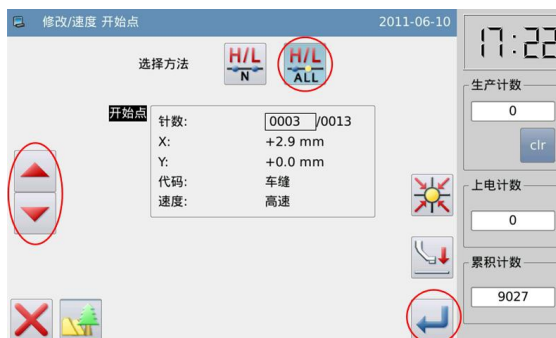 修改/速度 开始点
2011-06-10
17:22
选择方法
H/L
N
H/L
ALL
生产计数
0
clr
开始点
针数: 0003 /0013
X: +2.9 mm
Y: +0.0 mm
代码: 车缝
速度: 高速
上电计数
0
累积计数
9027